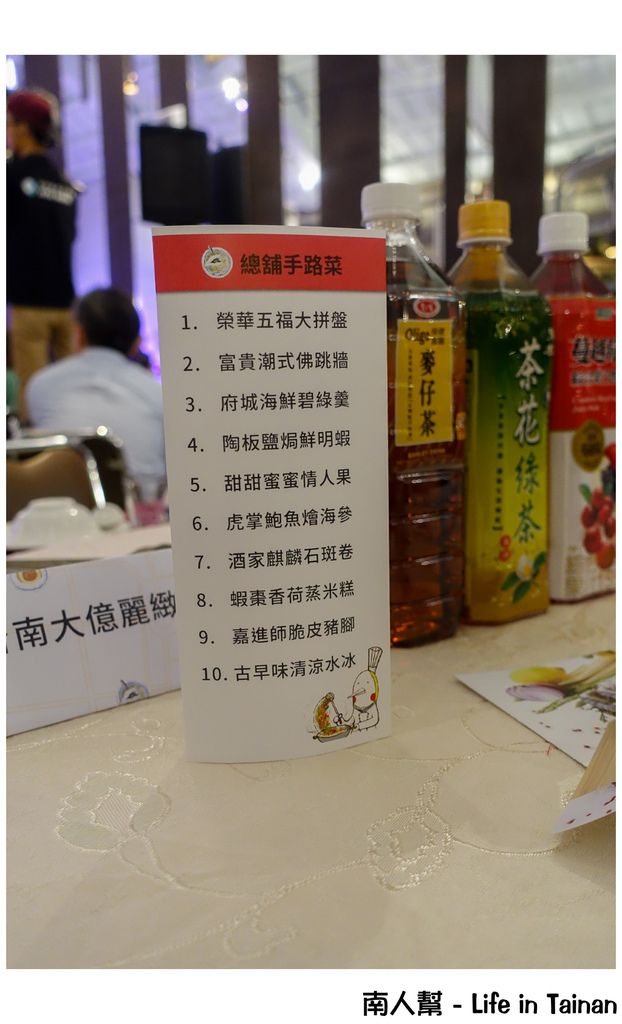 總舖手路菜
1. 榮華五福大拼盤
2. 富貴潮式佛跳牆
3. 府城海鮮碧綠羹
4. 陶板鹽焗鮮明蝦
5. 甜甜蜜蜜情人果
6. 虎掌鮑魚燴海參
7. 酒家麒麟石斑卷
8. 蝦棗香荷蒸米糕
9. 嘉進師脆皮豬腳
10. 古早味清涼水冰
南大億麗緻
Oligo
麥仔茶
茶花綠茶
蔓越
南人幫 - Life in Tainan